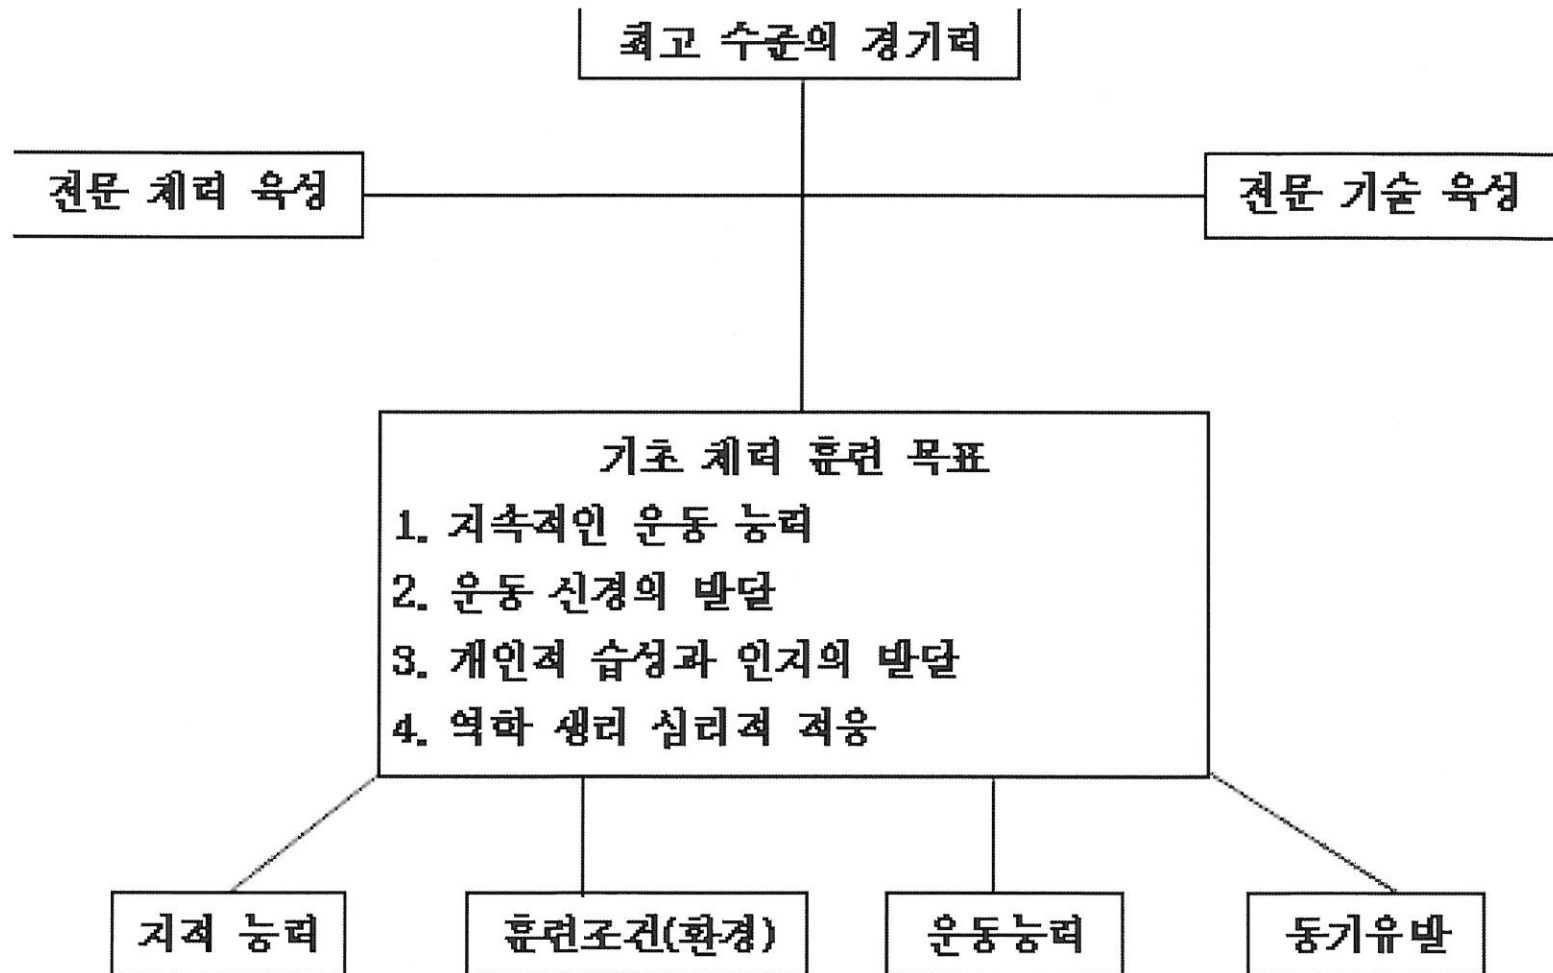 최고 수준의 경기력
전문 체력 육성
전문 기술 육성
기초 체력 훈련 목표
1. 지속적인 운동 능력
2. 운동 신경의 발달
3. 개인적 습성과 인지의 발달
4. 역학 생리 심리적 적응
지적 능력
훈련조건(환경)
운동능력
동기유발